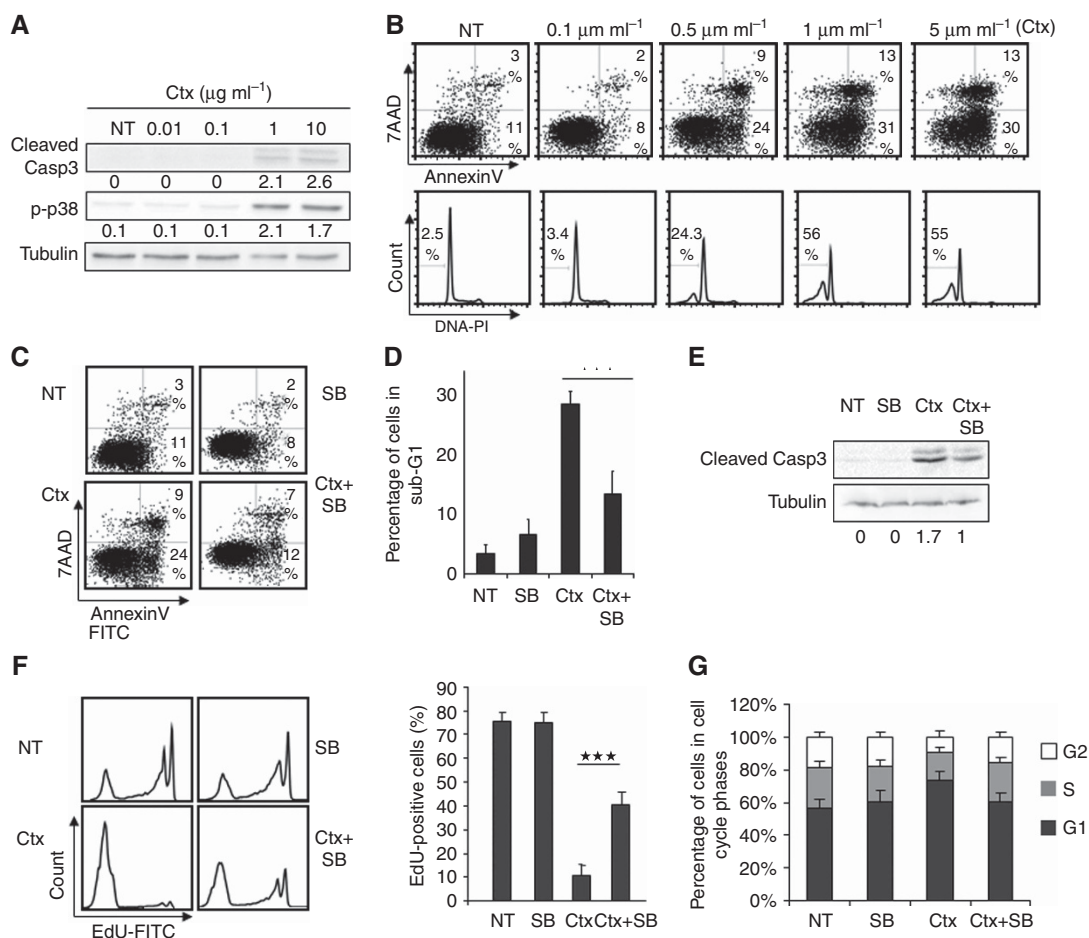 A
Ctx (μg ml⁻¹)
NT 0.01 0.1 1 10
Cleaved
Casp3
0 0 0 2.1 2.6
p-p38
0.1 0.1 0.1 2.1 1.7
Tubulin
B
NT 0.1 μm ml⁻¹ 0.5 μm ml⁻¹ 1 μm ml⁻¹ 5 μm ml⁻¹ (Ctx)
3 2 9 13 13
% % % % %
7AAD
11 8 24 31 30
% % % % %
AnnexinV
2.5 3.4 24.3 56 55
% % % % %
Count
DNA-PI
C
NT
3
%
11
%
2
%
8
%
SB
Ctx
9
%
24
%
7
%
12
%
Ctx+
SB
7AAD
AnnexinV
FITC
D
Percentage of cells in
sub-G1
30
20
10
0
NT SB Ctx Ctx+
SB
E
NT SB Ctx Ctx+
SB
Cleaved Casp3
Tubulin
0 0 1.7 1
F
NT
SB
Ctx
Ctx+
SB
Count
EdU-FITC
EdU-positive cells (%)
90
80
70
60
50
40
30
20
10
0
★★★
NT SB Ctx Ctx+SB
G
Percentage of cells in cell
cycle phases
120%
100%
80%
60%
40%
20%
0%
NT SB Ctx Ctx+SB
G2
S
G1